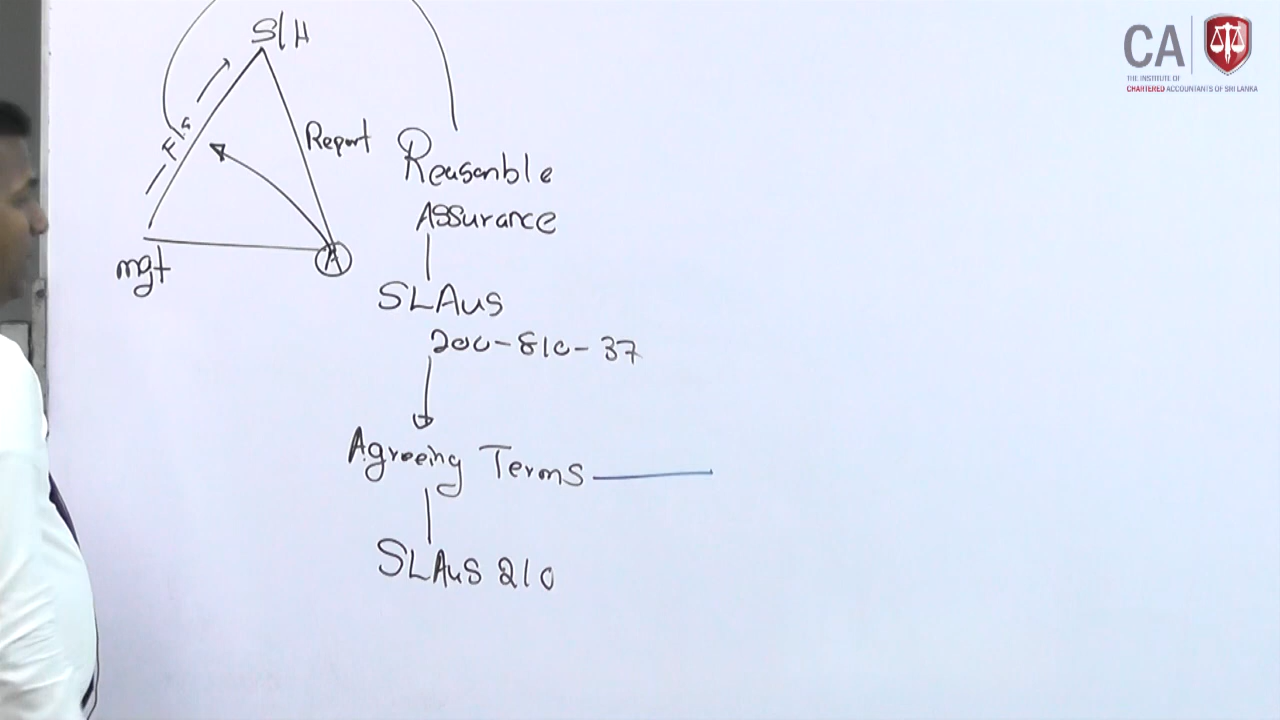 S/H
F/S
Report
mgt
A
Reasonble
Assurance
SLAuS
200-810-37
Agreeing Terms
SLAuS 210
CA
THE INSTITUTE OF
CHARTERED ACCOUNTANTS OF SRI LANKA